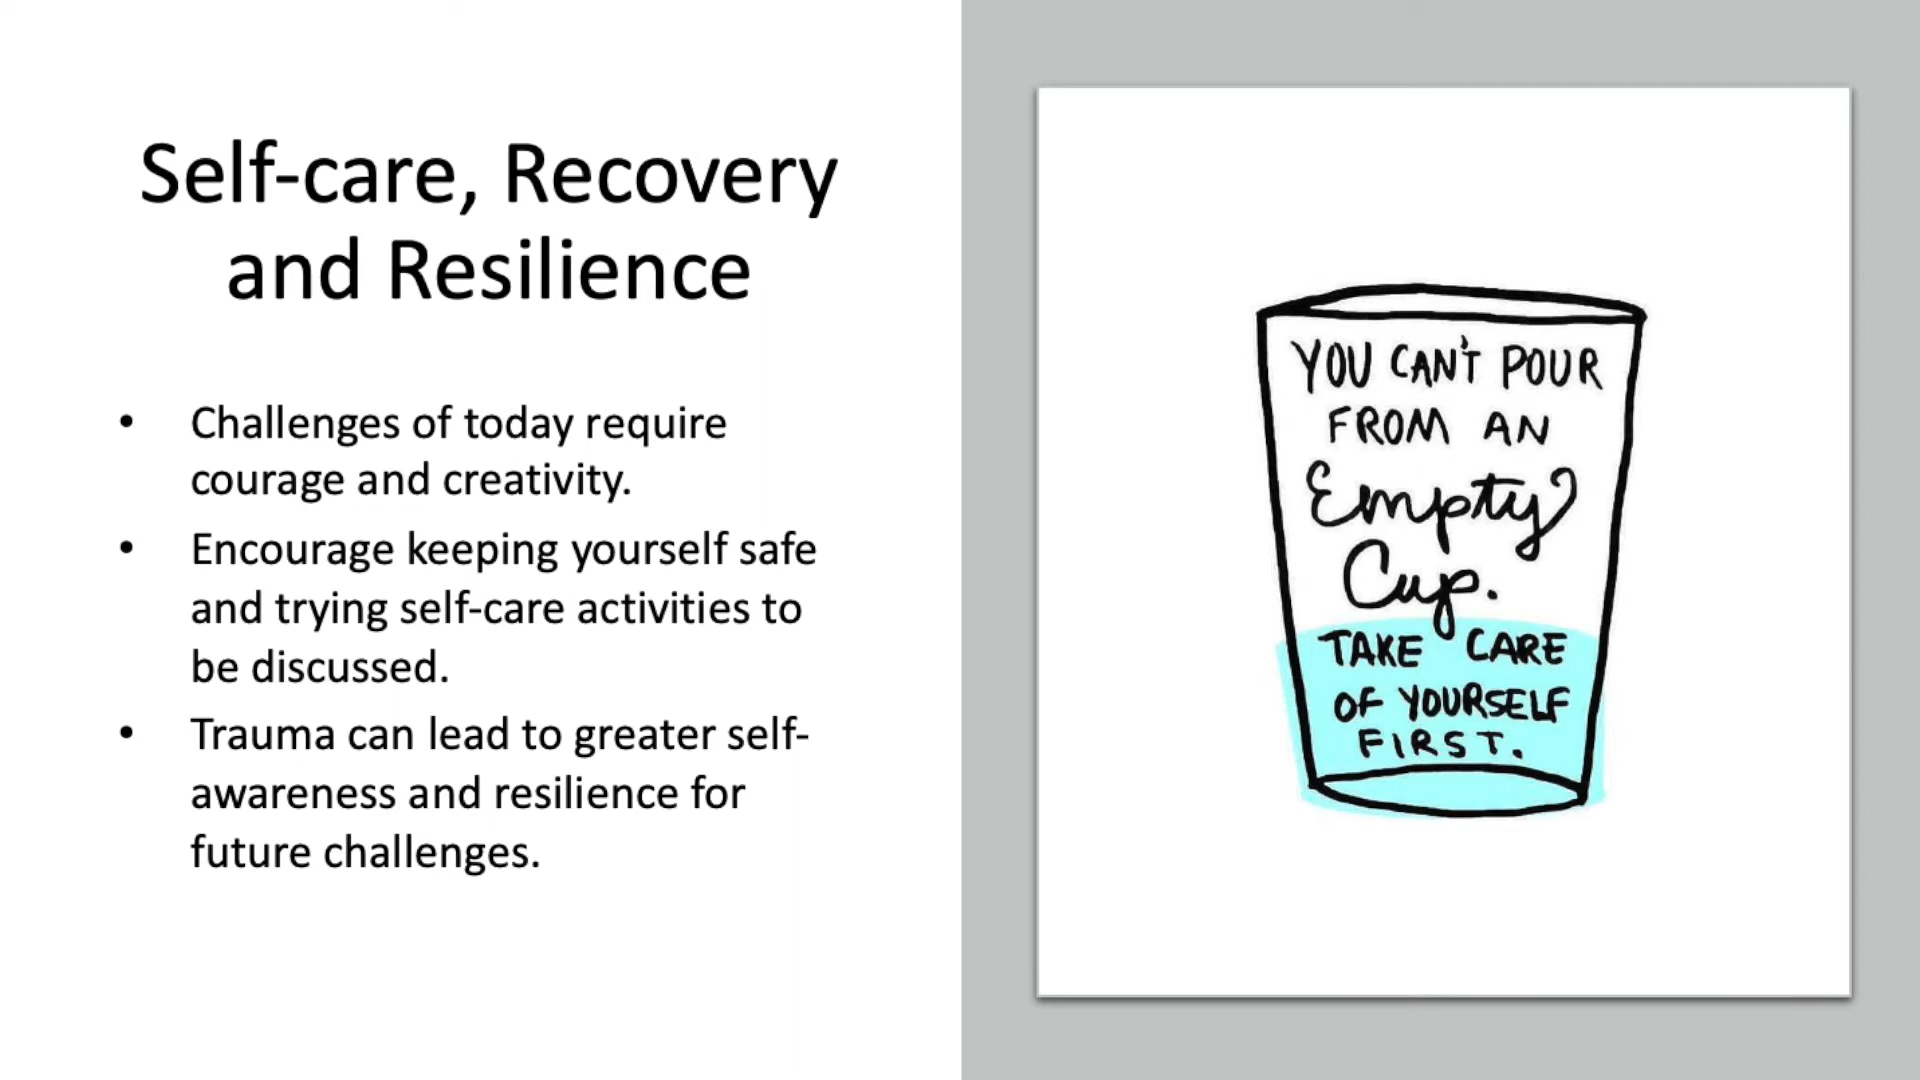 Self-care, Recovery
and Resilience
• Challenges of today require
courage and creativity.
• Encourage keeping yourself safe
and trying self-care activities to
be discussed.
• Trauma can lead to greater self-
awareness and resilience for
future challenges.
YOU CAN'T POUR
FROM AN
Empty
Cup.
TAKE CARE
OF YOURSELF
FIRST.